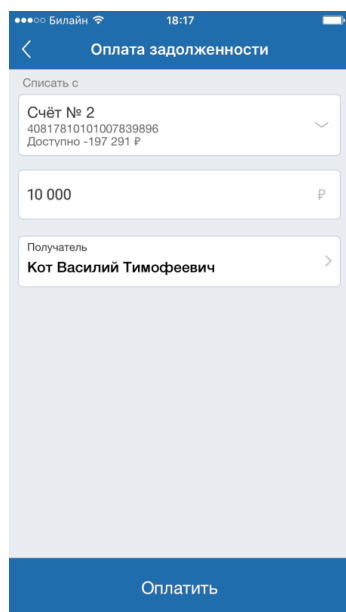 Билайн 18:17
Оплата задолженности
Списать с
Счёт № 2
40817810101007839896
Доступно -197 291 ₽
10 000 ₽
Получатель
Кот Василий Тимофеевич
Оплатить